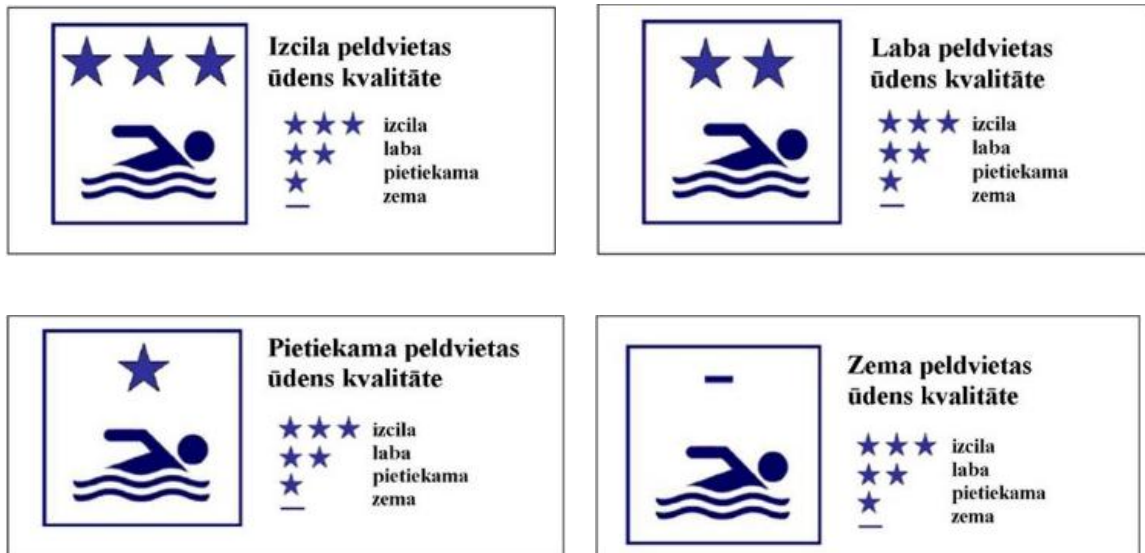 Izcila peldvietas
ūdens kvalitāte
izcila
laba
pietiekama
zema
Laba peldvietas
ūdens kvalitāte
izcila
laba
pietiekama
zema
Pietiekama peldvietas
ūdens kvalitāte
izcila
laba
pietiekama
zema
Zema peldvietas
ūdens kvalitāte
izcila
laba
pietiekama
zema